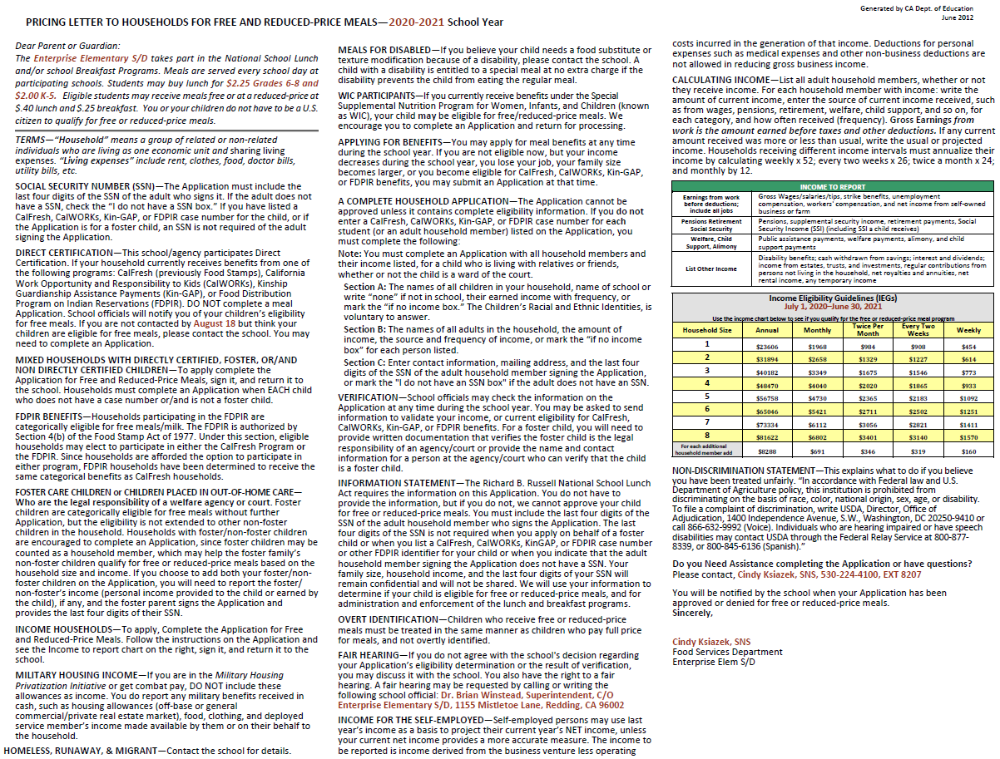 Generated by CA Dept. of Education
June 2012
PRICING LETTER TO HOUSEHOLDS FOR FREE AND REDUCED-PRICE MEALS—2020-2021 School Year
Dear Parent or Guardian:
The Enterprise Elementary S/D takes part in the National School Lunch
and/or school Breakfast Programs. Meals are served every school day at
participating schools. Students may buy lunch for $2.25 Grades 6-8 and
$2.00 K-5. Eligible students may receive meals free or at a reduced-price at
$.40 lunch and $.25 breakfast. You or your children do not have to be a U.S.
citizen to qualify for free or reduced-price meals.
TERMS—“Household” means a group of related or non-related
individuals who are living as one economic unit and sharing living
expenses. “Living expenses” include rent, clothes, food, doctor bills,
utility bills, etc.
SOCIAL SECURITY NUMBER (SSN)—The Application must include the
last four digits of the SSN of the adult who signs it. If the adult does not
have a SSN, check the “I do not have a SSN box.” If you have listed a
CalFresh, CalWORKs, Kin-GAP, or FDPIR case number for the child, or if
the Application is for a foster child, an SSN is not required of the adult
signing the Application.
DIRECT CERTIFICATION—This school/agency participates Direct
Certification. If your household currently receives benefits from one of
the following programs: CalFresh (previously Food Stamps), California
Work Opportunity and Responsibility to Kids (CalWORKs), Kinship
Guardianship Assistance Payments (Kin-GAP), or Food Distribution
Program on Indian Reservations (FDPIR). DO NOT complete a meal
Application. School officials will notify you of your children’s eligibility
for free meals. If you are not contacted by August 18 but think your
children are eligible for free meals, please contact the school. You may
need to complete an Application.
MIXED HOUSEHOLDS WITH DIRECTLY CERTIFIED, FOSTER, OR/AND
NON DIRECTLY CERTIFIED CHILDREN—To apply complete the
Application for Free and Reduced-Price Meals, sign it, and return it to
the school. Households must complete an Application when EACH child
who does not have a case number or/and is not a foster child.
FDPIR BENEFITS—Households participating in the FDPIR are
categorically eligible for free meals/milk. The FDPIR is authorized by
Section 4(b) of the Food Stamp Act of 1977. Under this section, eligible
households may elect to participate in either the CalFresh Program or
the FDPIR. Since households are afforded the option to participate in
either program, FDPIR households have been determined to receive the
same categorical benefits as CalFresh households.
FOSTER CARE CHILDREN or CHILDREN PLACED IN OUT-OF-HOME CARE—
Who are the legal responsibility of a welfare agency or court. Foster
children are categorically eligible for free meals without further
Application, but the eligibility is not extended to other non-foster
children in the household. Households with foster/non-foster children
are encouraged to complete an Application, since foster children may be
counted as a household member, which may help the foster family’s
non-foster children qualify for free or reduced-price meals based on the
household size and income. If you choose to add both your foster/non-
foster children on the Application, you will need to report the foster/
non-foster’s income (personal income provided to the child or earned by
the child), if any, and the foster parent signs the Application and
provides the last four digits of their SSN.
INCOME HOUSEHOLDS—To apply, Complete the Application for Free
and Reduced-Price Meals. Follow the instructions on the Application and
see the Income to report chart on the right, sign it, and return it to the
school.
MILITARY HOUSING INCOME—If you are in the Military Housing
Privatization Initiative or get combat pay, DO NOT include these
allowances as income. You do report any military benefits received in
cash, such as housing allowances (off-base or general
commercial/private real estate market), food, clothing, and deployed
service member’s income made available by them or on their behalf to
the household.
HOMELESS, RUNAWAY, & MIGRANT—Contact the school for details.
MEALS FOR DISABLED—If you believe your child needs a food substitute or
texture modification because of a disability, please contact the school. A
child with a disability is entitled to a special meal at no extra charge if the
disability prevents the child from eating the regular meal.
WIC PARTICIPANTS—If you currently receive benefits under the Special
Supplemental Nutrition Program for Women, Infants, and Children (known
as WIC), your child may be eligible for free/reduced-price meals. We
encourage you to complete an Application and return for processing.
APPLYING FOR BENEFITS—You may apply for meal benefits at any time
during the school year. If you are not eligible now, but your income
decreases during the school year, you lose your job, your family size
becomes larger, or you become eligible for CalFresh, CalWORKs, Kin-GAP,
or FDPIR benefits, you may submit an Application at that time.
A COMPLETE HOUSEHOLD APPLICATION—The Application cannot be
approved unless it contains complete eligibility information. If you do not
enter a CalFresh, CalWORKs, Kin-GAP, or FDPIR case number for each
student (or an adult household member) listed on the Application, you
must complete the following:
Note: You must complete an Application with all household members and
their income listed, for a child who is living with relatives or friends,
whether or not the child is a ward of the court.
Section A: The names of all children in your household, name of school or
write “none” if not in school, their earned income with frequency, or
mark the “if no income box.” The Children’s Racial and Ethnic Identities, is
voluntary to answer.
Section B: The names of all adults in the household, the amount of
income, the source and frequency of income, or mark the “if no income
box” for each person listed.
Section C: Enter contact information, mailing address, and the last four
digits of the SSN of the adult household member signing the Application,
or mark the "I do not have an SSN box" if the adult does not have an SSN.
VERIFICATION—School officials may check the information on the
Application at any time during the school year. You may be asked to send
information to validate your income, or current eligibility for CalFresh,
CalWORKs, Kin-GAP, or FDPIR benefits. For a foster child, you will need to
provide written documentation that verifies the foster child is the legal
responsibility of an agency/court or provide the name and contact
information for a person at the agency/court who can verify that the child
is a foster child.
INFORMATION STATEMENT—The Richard B. Russell National School Lunch
Act requires the information on this Application. You do not have to
provide the information, but if you do not, we cannot approve your child
for free or reduced-price meals. You must include the last four digits of the
SSN of the adult household member who signs the Application. The last
four digits of the SSN is not required when you apply on behalf of a foster
child or when you list a CalFresh, CalWORKs, KinGAP, or FDPIR case number
or other FDPIR identifier for your child or when you indicate that the adult
household member signing the Application does not have a SSN. Your
family size, household income, and the last four digits of your SSN will
remain confidential and will not be shared. We will use your information to
determine if your child is eligible for free or reduced-price meals, and for
administration and enforcement of the lunch and breakfast programs.
OVERT IDENTIFICATION—Children who receive free or reduced-price
meals must be treated in the same manner as children who pay full price
for meals, and not overtly identified.
FAIR HEARING—If you do not agree with the school's decision regarding
your Application’s eligibility determination or the result of verification,
you may discuss it with the school. You also have the right to a fair
hearing. A fair hearing may be requested by calling or writing the
following school official: Dr. Brian Winstead, Superintendent, C/O
Enterprise Elementary S/D, 1155 Mistletoe Lane, Redding, CA 96002
INCOME FOR THE SELF-EMPLOYED—Self-employed persons may use last
year’s income as a basis to project their current year’s NET income, unless
your current net income provides a more accurate measure. The income to
be reported is income derived from the business venture less operating
costs incurred in the generation of that income. Deductions for personal
expenses such as medical expenses and other non-business deductions are
not allowed in reducing gross business income.
CALCULATING INCOME—List all adult household members, whether or not
they receive income. For each household member with income: write the
amount of current income, enter the source of current income received, such
as from wages, pensions, retirement, welfare, child support, and so on, for
each category, and how often received (frequency). Gross Earnings from
work is the amount earned before taxes and other deductions. If any current
amount received was more or less than usual, write the usual or projected
income. Households receiving different income intervals must annualize their
income by calculating weekly x 52; every two weeks x 26; twice a month x 24;
and monthly by 12.
INCOME TO REPORT
Earnings from work before deductions; include all jobs Gross Wages/salaries/tips, strike benefits, unemployment compensation, workers’ compensation, and net income from self-owned business or farm
Pensions Retirement Social Security Pensions, supplemental security income, retirement payments, Social Security Income (SSI) (including SSI a child receives)
Welfare, Child Support, Alimony Public assistance payments, welfare payments, alimony, and child support payments
List Other Income Disability benefits; cash withdrawn from savings; interest and dividends; income from estates, trusts, and investments, regular contributions from persons not living in the household, net royalties and annuities, net rental income, any temporary income
Income Eligibility Guidelines (IEGs)
July 1, 2020–June 30, 2021
Use the income chart below to see if you qualify for the free or reduced-price meal program
Household Size Annual Monthly Twice Per Month Every Two Weeks Weekly
1 $23606 $1968 $984 $908 $454
2 $31894 $2658 $1329 $1227 $614
3 $40182 $3349 $1675 $1546 $773
4 $48470 $4040 $2020 $1865 $933
5 $56758 $4730 $2365 $2183 $1092
6 $65046 $5421 $2711 $2502 $1251
7 $73334 $6112 $3056 $2821 $1411
8 $81622 $6802 $3401 $3140 $1570
For each additional household member add $8288 $691 $346 $319 $160
NON-DISCRIMINATION STATEMENT—This explains what to do if you believe
you have been treated unfairly. “In accordance with Federal law and U.S.
Department of Agriculture policy, this institution is prohibited from
discriminating on the basis of race, color, national origin, sex, age, or disability.
To file a complaint of discrimination, write USDA, Director, Office of
Adjudication, 1400 Independence Avenue, S.W., Washington, DC 20250-9410 or
call 866-632-9992 (Voice). Individuals who are hearing impaired or have speech
disabilities may contact USDA through the Federal Relay Service at 800-877-
8339, or 800-845-6136 (Spanish).”
Do you Need Assistance completing the Application or have questions?
Please contact, Cindy Ksiazek, SNS, 530-224-4100, EXT 8207
You will be notified by the school when your Application has been
approved or denied for free or reduced-price meals.
Sincerely,
Cindy Ksiazek, SNS
Food Services Department
Enterprise Elem S/D